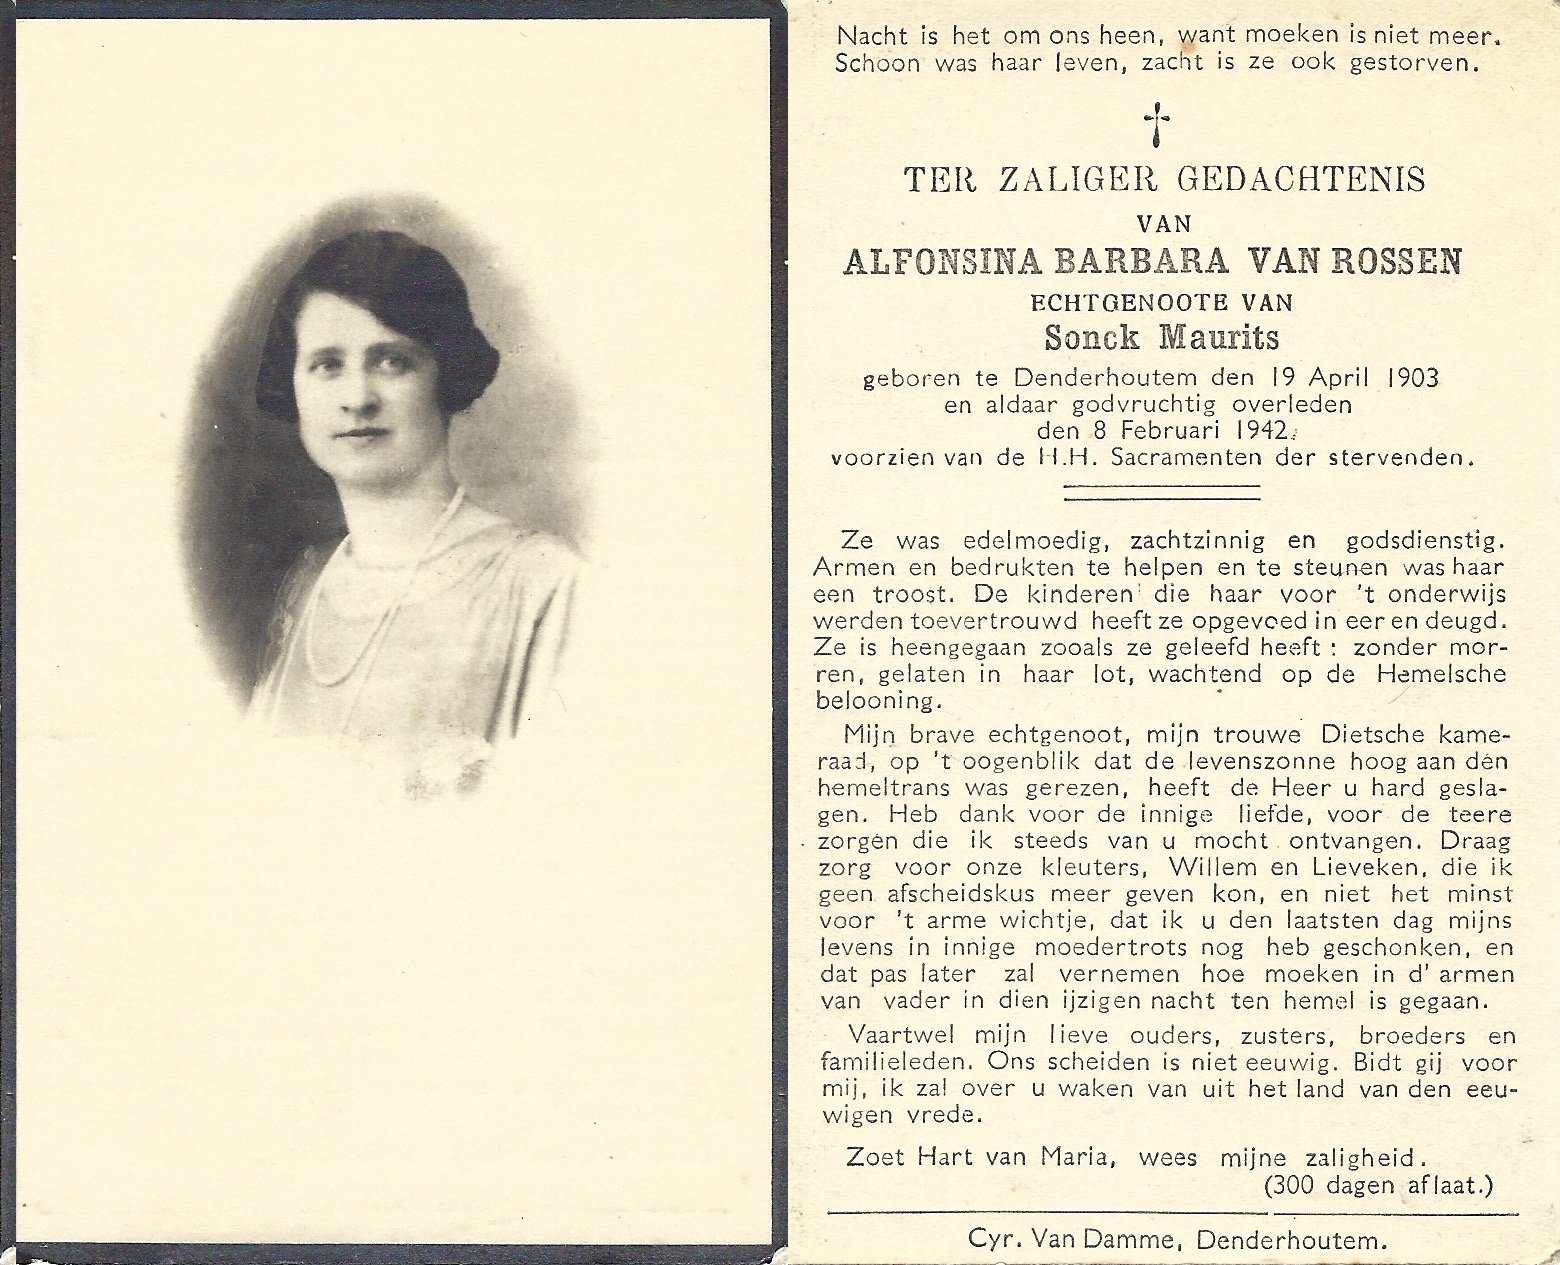 Nacht is het om ons heen, want moeken is niet meer.
Schoon was haar leven, zacht is ze ook gestorven.
TER ZALIGER GEDACHTENIS
VAN
ALFONSINA BARBARA VAN ROSSEN
ECHTGENOOTE VAN
Sonck Maurits
geboren te Denderhoutem den 19 April 1903
en aldaar godvruchtig overleden
den 8 Februari 1942.
voorzien van de H.H. Sacramenten der stervenden.
Ze was edelmoedig, zachtzinnig en godsdienstig.
Armen en bedrukten te helpen en te steunen was haar
een troost. De kinderen die haar voor 't onderwijs
werden toevertrouwd heeft ze opgevoed in eer en deugd.
Ze is heengegaan zooals ze geleefd heeft : zonder mor-
ren, gelaten in haar lot, wachtend op de Hemelsche
belooning.
Mijn brave echtgenoot, mijn trouwe Dietsche kame-
raad, op 't oogenblik dat de levenszonne hoog aan den
hemeltrans was gerezen, heeft de Heer u hard gesla-
gen. Heb dank voor de innige liefde, voor de teere
zorgen die ik steeds van u mocht ontvangen. Draag
zorg voor onze kleuters, Willem en Lieveken, die ik
geen afscheidskus meer geven kon, en niet het minst
voor 't arme wichtje, dat ik u den laatsten dag mijns
levens in innige moedertrots nog heb geschonken, en
dat pas later zal vernemen hoe moeken in d' armen
van vader in dien ijzigen nacht ten hemel is gegaan.
Vaartwel mijn lieve ouders, zusters, broeders en
familieleden. Ons scheiden is niet eeuwig. Bidt gij voor
mij, ik zal over u waken van uit het land van den eeu-
wigen vrede.
Zoet Hart van Maria, wees mijne zaligheid.
(300 dagen aflaat.)
Cyr. Van Damme, Denderhoutem.